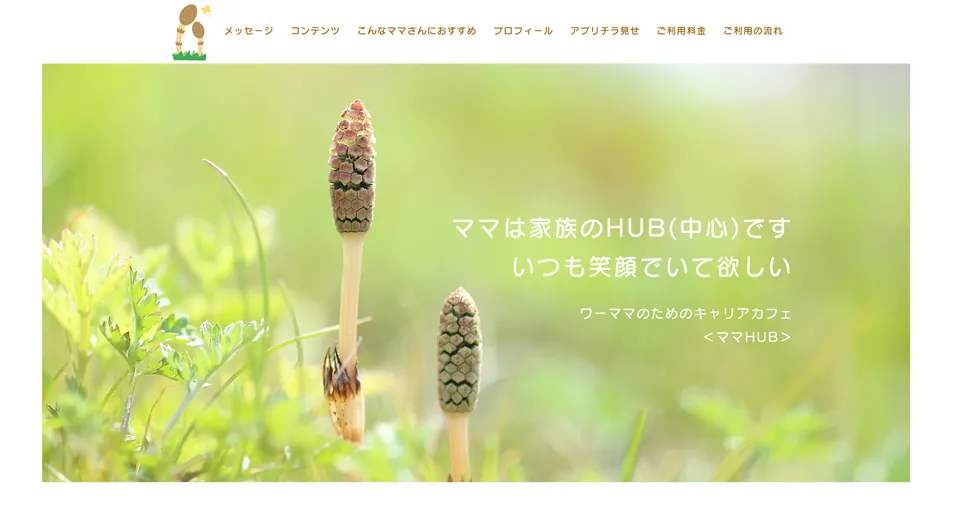 メッセージ コンテンツ こんなママさんにおすすめ プロフィール アプリチラ見せ ご利用料金 ご利用の流れ
ママは家族のHUB(中心)です
いつも笑顔でいて欲しい
ワーママのためのキャリアカフェ
＜ママHUB＞